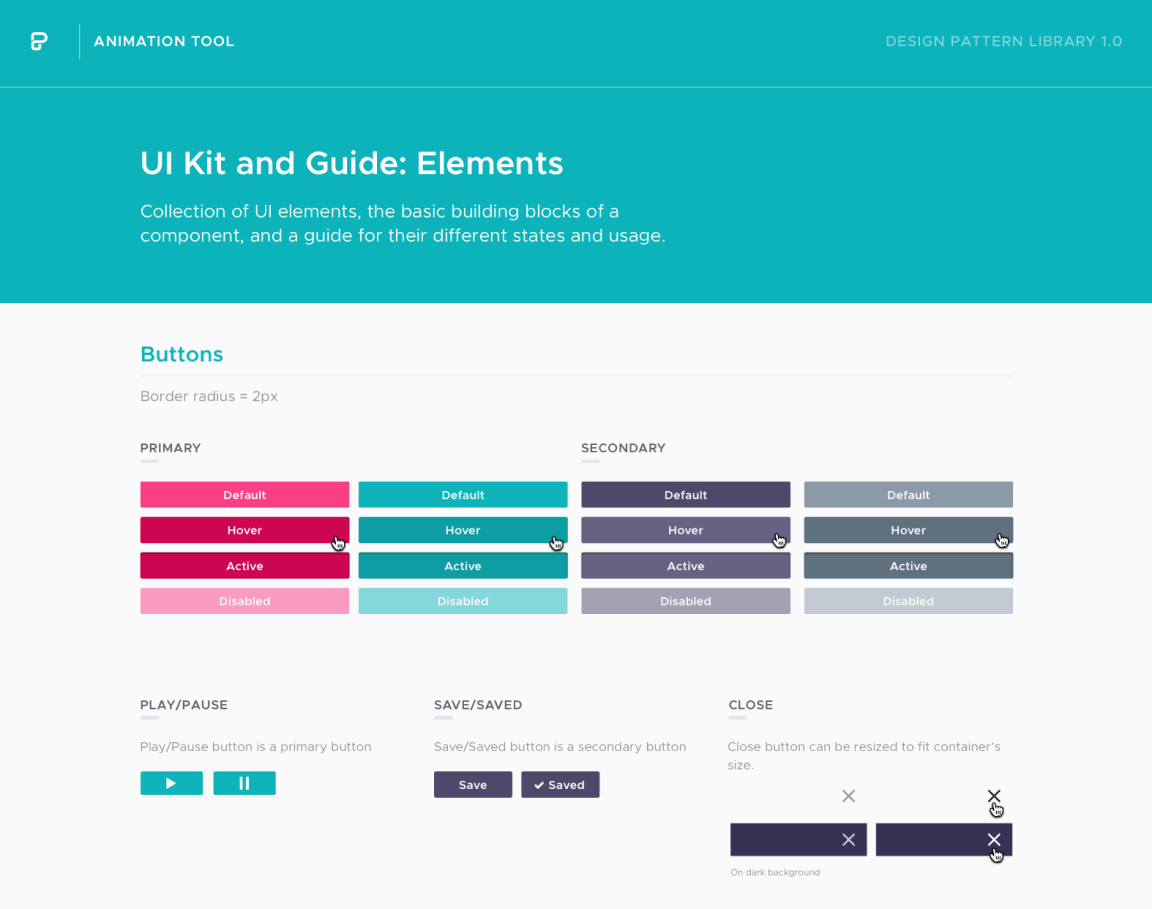 ANIMATION TOOL
DESIGN PATTERN LIBRARY 1.0
UI Kit and Guide: Elements
Collection of UI elements, the basic building blocks of a
component, and a guide for their different states and usage.
Buttons
Border radius = 2px
PRIMARY
SECONDARY
Default
Default
Default
Default
Hover
Hover
Hover
Hover
Active
Active
Active
Active
Disabled
Disabled
Disabled
Disabled
PLAY/PAUSE
Play/Pause button is a primary button
SAVE/SAVED
Save/Saved button is a secondary button
Save
Saved
CLOSE
Close button can be resized to fit container's
size.
On dark background